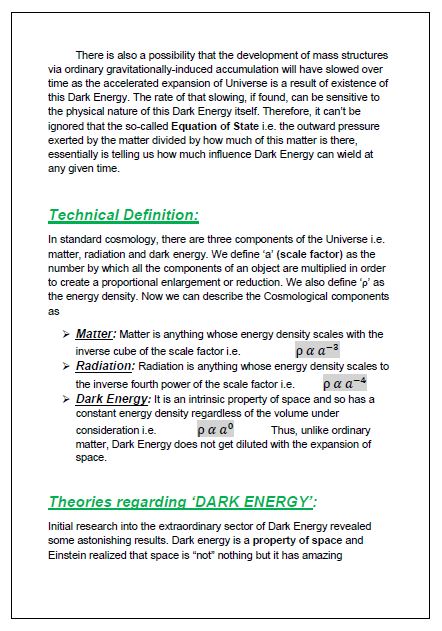 There is also a possibility that the development of mass structures
via ordinary gravitationally-induced accumulation will have slowed over
time as the accelerated expansion of Universe is a result of existence of
this Dark Energy. The rate of that slowing, if found, can be sensitive to
the physical nature of this Dark Energy itself. Therefore, it can't be
ignored that the so-called Equation of State i.e. the outward pressure
exerted by the matter divided by how much of this matter is there,
essentially is telling us how much influence Dark Energy can wield at
any given time.
Technical Definition:
In standard cosmology, there are three components of the Universe i.e.
matter, radiation and dark energy. We define 'a' (scale factor) as the
number by which all the components of an object are multiplied in order
to create a proportional enlargement or reduction. We also define 'ρ' as
the energy density. Now we can describe the Cosmological components
as
➢ Matter: Matter is anything whose energy density scales with the
inverse cube of the scale factor i.e. ρ α a⁻³
➢ Radiation: Radiation is anything whose energy density scales to
the inverse fourth power of the scale factor i.e. ρ α a⁻⁴
➢ Dark Energy: It is an intrinsic property of space and so has a
constant energy density regardless of the volume under
consideration i.e. ρ α a⁰ Thus, unlike ordinary
matter, Dark Energy does not get diluted with the expansion of
space.
Theories regarding 'DARK ENERGY':
Initial research into the extraordinary sector of Dark Energy revealed
some astonishing results. Dark energy is a property of space and
Einstein realized that space is "not" nothing but it has amazing